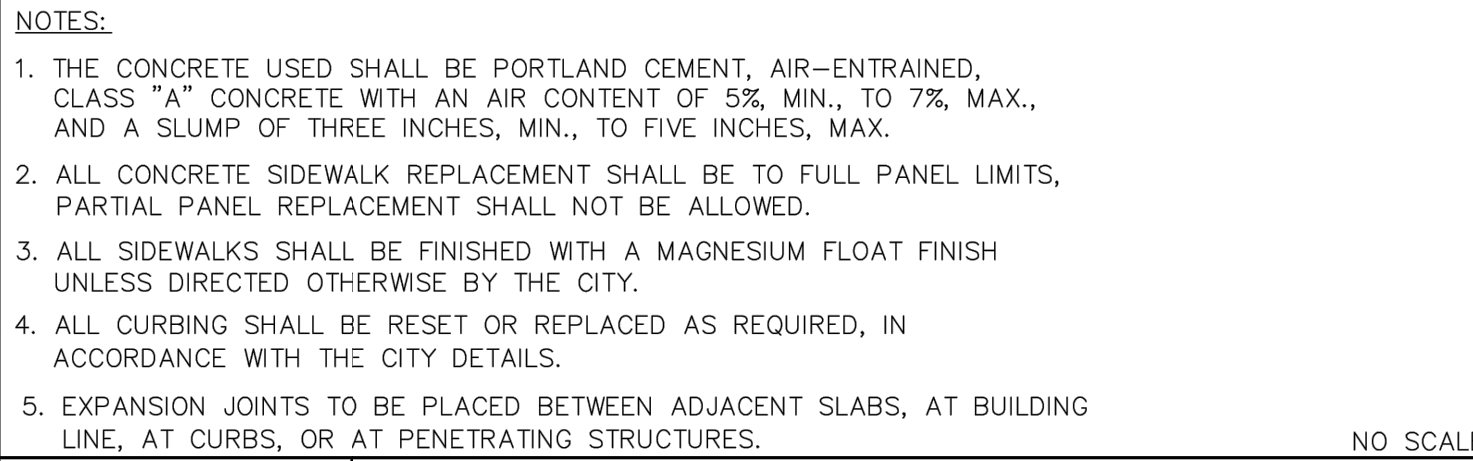 NOTES:
1. THE CONCRETE USED SHALL BE PORTLAND CEMENT, AIR-ENTRAINED,
CLASS "A" CONCRETE WITH AN AIR CONTENT OF 5%, MIN., TO 7%, MAX.,
AND A SLUMP OF THREE INCHES, MIN., TO FIVE INCHES, MAX.
2. ALL CONCRETE SIDEWALK REPLACEMENT SHALL BE TO FULL PANEL LIMITS,
PARTIAL PANEL REPLACEMENT SHALL NOT BE ALLOWED.
3. ALL SIDEWALKS SHALL BE FINISHED WITH A MAGNESIUM FLOAT FINISH
UNLESS DIRECTED OTHERWISE BY THE CITY.
4. ALL CURBING SHALL BE RESET OR REPLACED AS REQUIRED, IN
ACCORDANCE WITH THE CITY DETAILS.
5. EXPANSION JOINTS TO BE PLACED BETWEEN ADJACENT SLABS, AT BUILDING
LINE, AT CURBS, OR AT PENETRATING STRUCTURES.
NO